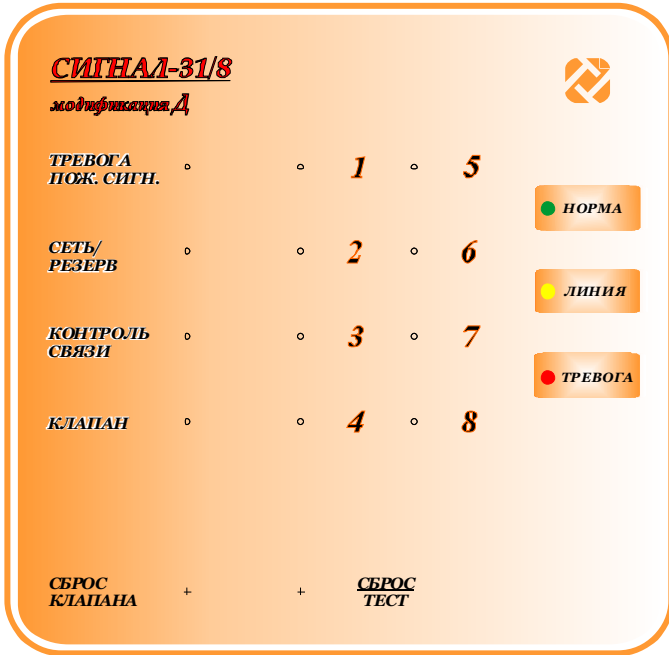 СИГНАЛ-31/8
модификация Д
ТРЕВОГА
ПОЖ. СИГН.
1 5
СЕТЬ/
РЕЗЕРВ
2 6
КОНТРОЛЬ
СВЯЗИ
3 7
КЛАПАН
4 8
НОРМА
ЛИНИЯ
ТРЕВОГА
СБРОС
КЛАПАНА
+ +
СБРОС
ТЕСТ